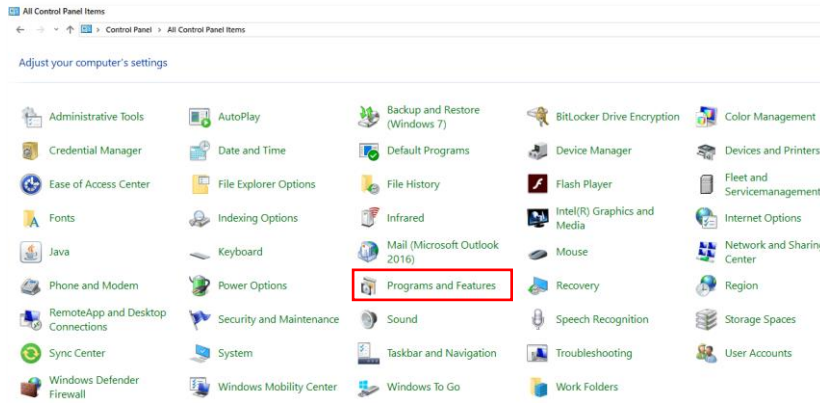 All Control Panel Items
Control Panel > All Control Panel Items
Adjust your computer's settings
Administrative Tools
AutoPlay
Backup and Restore
(Windows 7)
BitLocker Drive Encryption
Color Management
Credential Manager
Date and Time
Default Programs
Device Manager
Devices and Printers
Ease of Access Center
File Explorer Options
File History
Flash Player
Fleet and
Servicemanagement
Fonts
Indexing Options
Infrared
Intel(R) Graphics and
Media
Internet Options
Java
Keyboard
Mail (Microsoft Outlook
2016)
Mouse
Network and Sharing
Center
Phone and Modem
Power Options
Programs and Features
Recovery
Region
RemoteApp and Desktop
Connections
Security and Maintenance
Sound
Speech Recognition
Storage Spaces
Sync Center
System
Taskbar and Navigation
Troubleshooting
User Accounts
Windows Defender
Firewall
Windows Mobility Center
Windows To Go
Work Folders